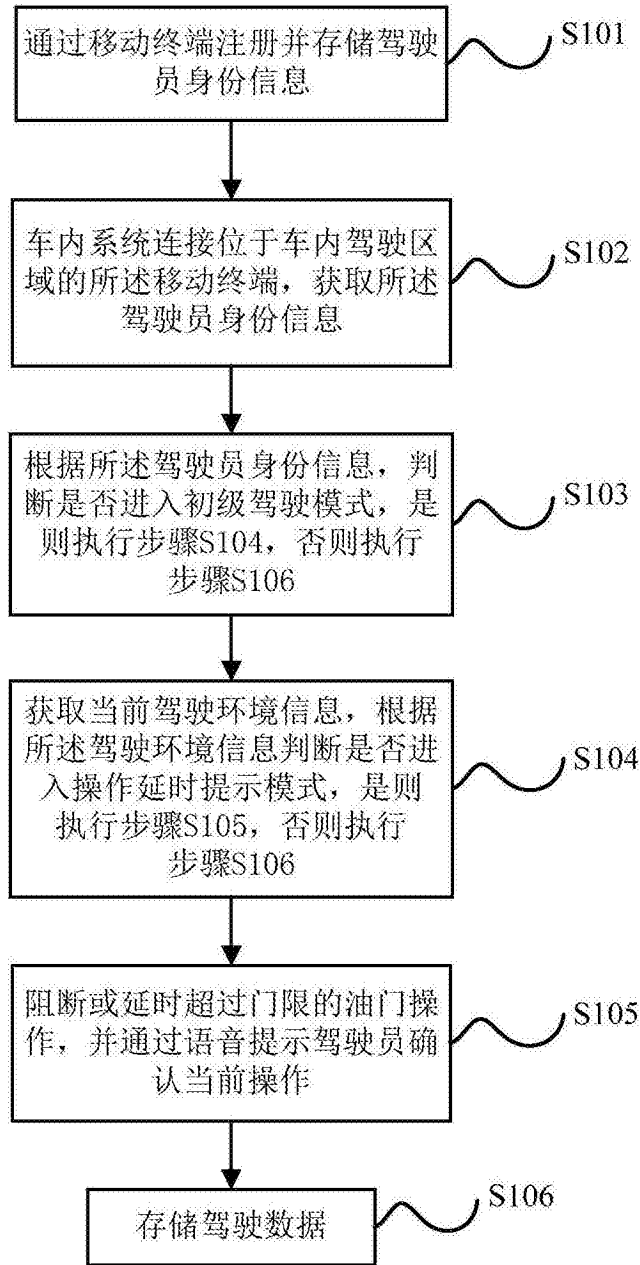 通过移动终端注册并存储驾驶
员身份信息
S101
车内系统连接位于车内驾驶区
域的所述移动终端，获取所述
驾驶员身份信息
S102
根据所述驾驶员身份信息，判
断是否进入初级驾驶模式，是
则执行步骤S104，否则执行
步骤S106
S103
获取当前驾驶环境信息，根据
所述驾驶环境信息判断是否进
入操作延时提示模式，是则
执行步骤S105，否则执行
步骤S106
S104
阻断或延时超过门限的油门操
作，并通过语音提示驾驶员确
认当前操作
S105
存储驾驶数据
S106